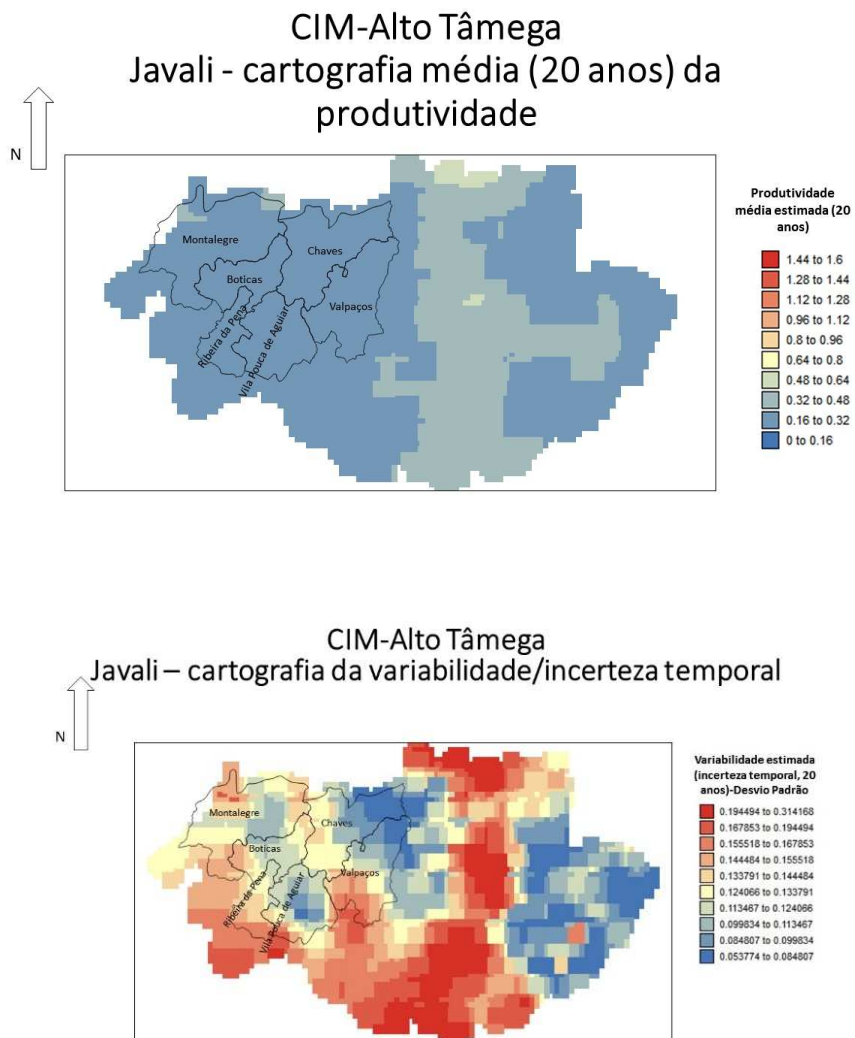 CIM-Alto Tâmega
Javali - cartografia média (20 anos) da
produtividade
N
Montalegre
Chaves
Boticas
Valpaços
Ribeira da Pena
Vila Pouca de Aguiar
Produtividade
média estimada (20
anos)
1.44 to 1.6
1.28 to 1.44
1.12 to 1.28
0.96 to 1.12
0.8 to 0.96
0.64 to 0.8
0.48 to 0.64
0.32 to 0.48
0.16 to 0.32
0 to 0.16
CIM-Alto Tâmega
Javali – cartografia da variabilidade/incerteza temporal
N
Montalegre
Chaves
Boticas
Valpaços
Ribeira da Pena
Vila Pouca de Aguiar
Variabilidade estimada
(incerteza temporal, 20
anos)-Desvio Padrão
0.194494 to 0.314168
0.167853 to 0.194494
0.155518 to 0.167853
0.144484 to 0.155518
0.133791 to 0.144484
0.124066 to 0.133791
0.113467 to 0.124066
0.099834 to 0.113467
0.084807 to 0.099834
0.053774 to 0.084807